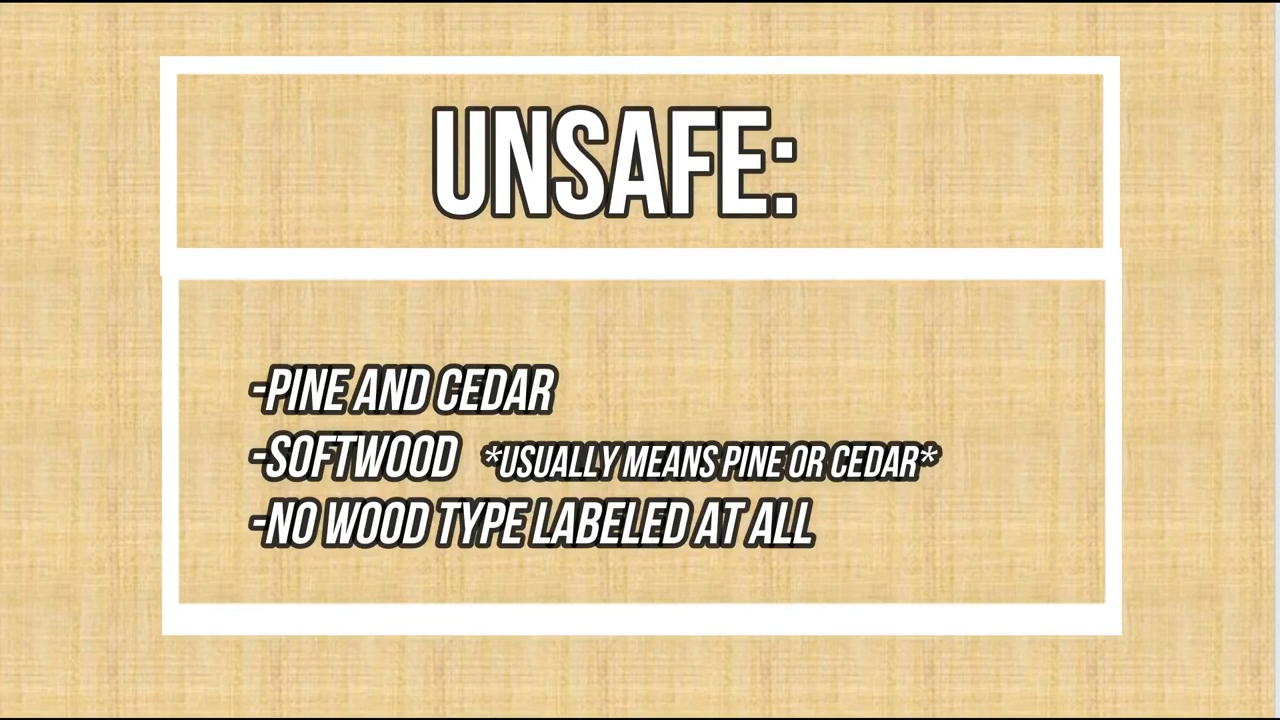 UNSAFE:
-PINE AND CEDAR
-SOFTWOOD *USUALLY MEANS PINE OR CEDAR*
-NO WOOD TYPE LABELED AT ALL